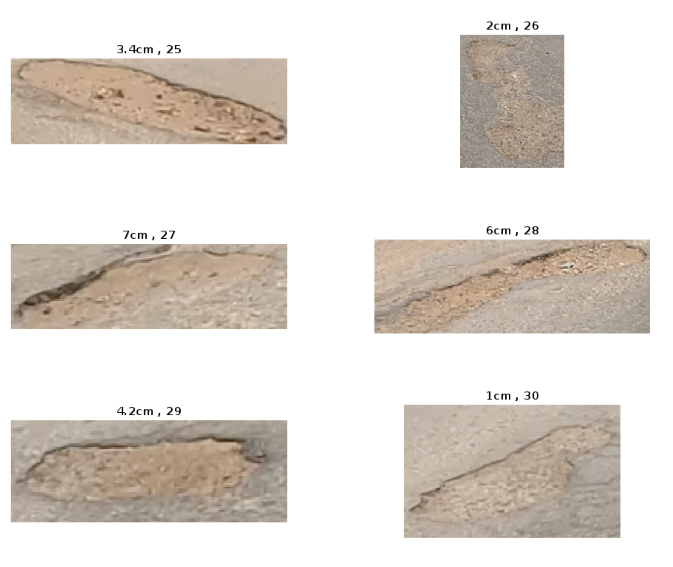 3.4cm , 25
2cm , 26
7cm , 27
6cm , 28
4.2cm , 29
1cm , 30